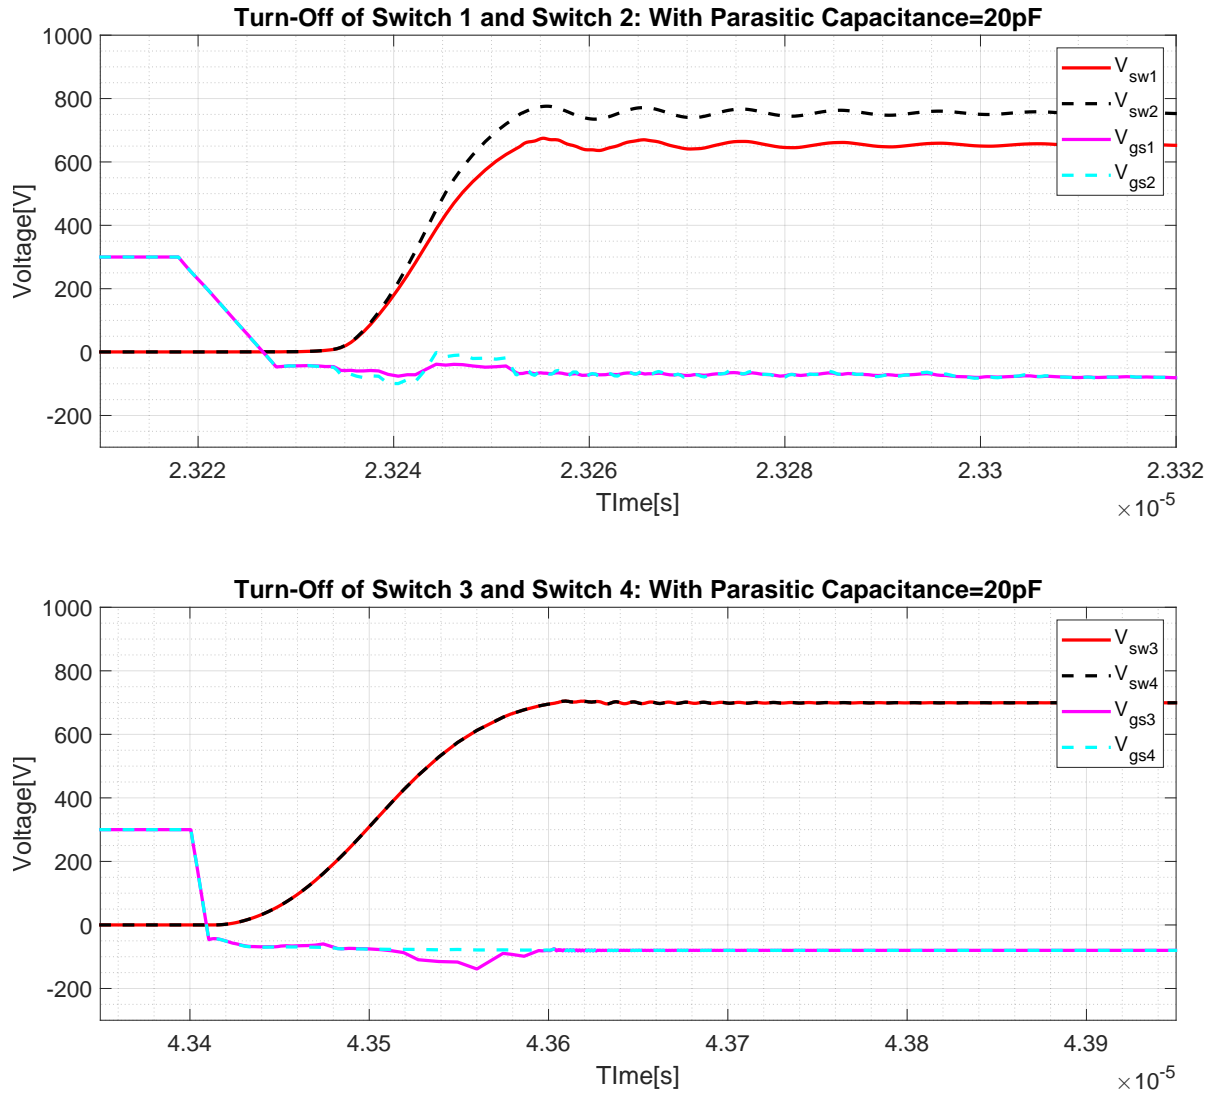 Turn-Off of Switch 1 and Switch 2: With Parasitic Capacitance=20pF
1000
800
600
400
200
0
-200
Voltage[V]
V_sw1
V_sw2
V_gs1
V_gs2
2.322 2.324 2.326 2.328 2.33 2.332
TIme[s]
×10^-5
Turn-Off of Switch 3 and Switch 4: With Parasitic Capacitance=20pF
1000
800
600
400
200
0
-200
Voltage[V]
V_sw3
V_sw4
V_gs3
V_gs4
4.34 4.35 4.36 4.37 4.38 4.39
TIme[s]
×10^-5